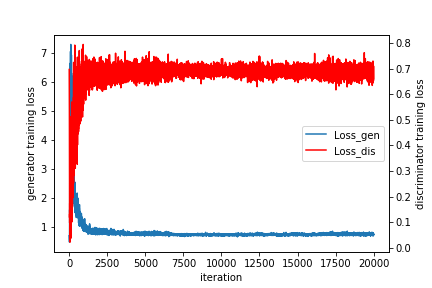 generator training loss
7
6
5
4
3
2
1
0.8
0.7
0.6
0.5
0.4
0.3
0.2
0.1
0.0
discriminator training loss
Loss_gen
Loss_dis
0 2500 5000 7500 10000 12500 15000 17500 20000
iteration